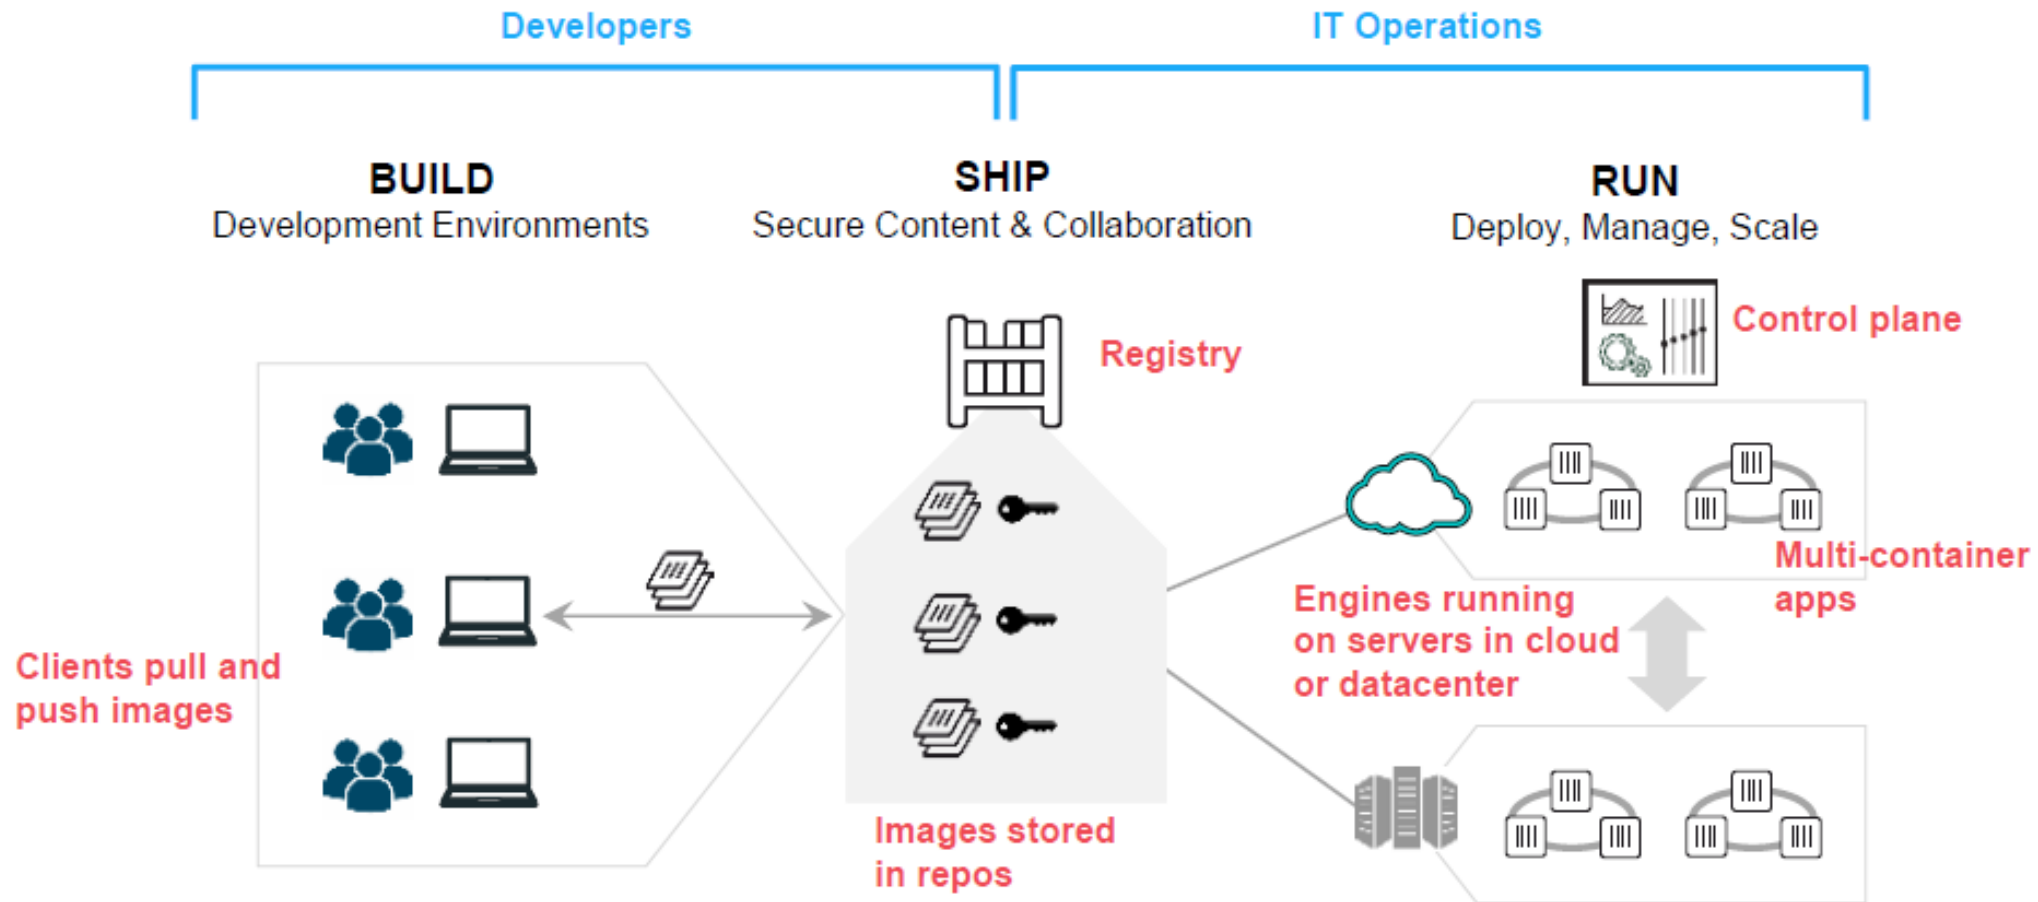 Developers
IT Operations
BUILD
Development Environments
SHIP
Secure Content & Collaboration
RUN
Deploy, Manage, Scale
Registry
Control plane
Clients pull and
push images
Images stored
in repos
Engines running
on servers in cloud
or datacenter
Multi-container
apps